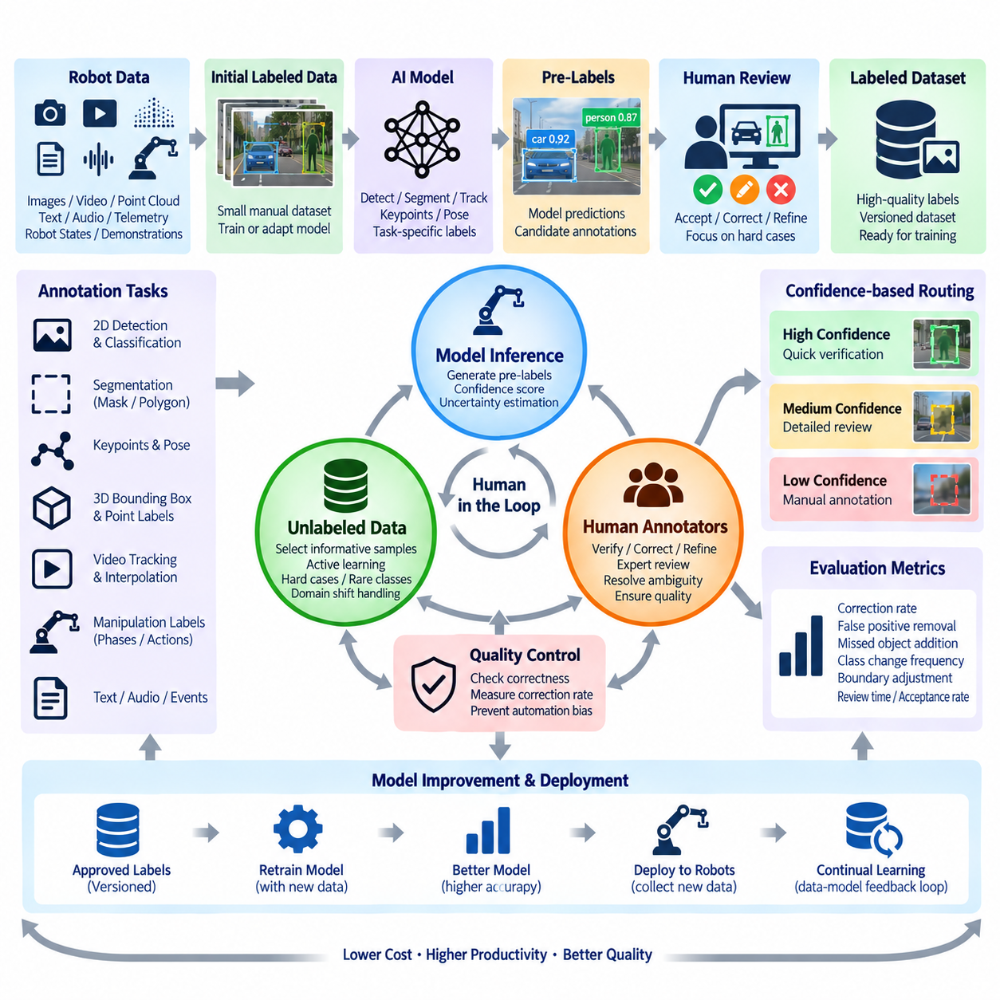 Robot Data
Images / Video / Point Cloud
Text / Audio / Telemetry
Robot States / Demonstrations
Initial Labeled Data
Small manual dataset
Train or adapt model
AI Model
Detect / Segment / Track
Keypoints / Pose
Task-specific labels
Pre-Labels
car 0.92
person 0.87
Model predictions
Candidate annotations
Human Review
Accept / Correct / Refine
Focus on hard cases
Labeled Dataset
High-quality labels
Versioned dataset
Ready for training
Annotation Tasks
2D Detection
& Classification
Segmentation
(Mask / Polygon)
Keypoints & Pose
3D Bounding Box
& Point Labels
Video Tracking
& Interpolation
Manipulation Labels
(Phases / Actions)
Text / Audio / Events
Model Inference
Generate pre-labels
Confidence score
Uncertainty estimation
Human
in the Loop
Unlabeled Data
Select informative samples
Active learning
Hard cases / Rare classes
Domain shift handling
Human Annotators
Verify / Correct / Refine
Expert review
Resolve ambiguity
Ensure quality
Quality Control
Check correctness
Measure correction rate
Prevent automation bias
Confidence-based Routing
High Confidence
Quick verification
Medium Confidence
Detailed review
Low Confidence
Manual annotation
Evaluation Metrics
Correction rate
False positive removal
Missed object addition
Class change frequency
Boundary adjustment
Review time / Acceptance rate
Model Improvement & Deployment
Approved Labels
(Versioned)
Retrain Model
(with new data)
Better Model
(higher accurapy)
Deploy to Robots
(collect new data)
Continual Learning
(data-model feedback loop)
Lower Cost • Higher Productivity • Better Quality